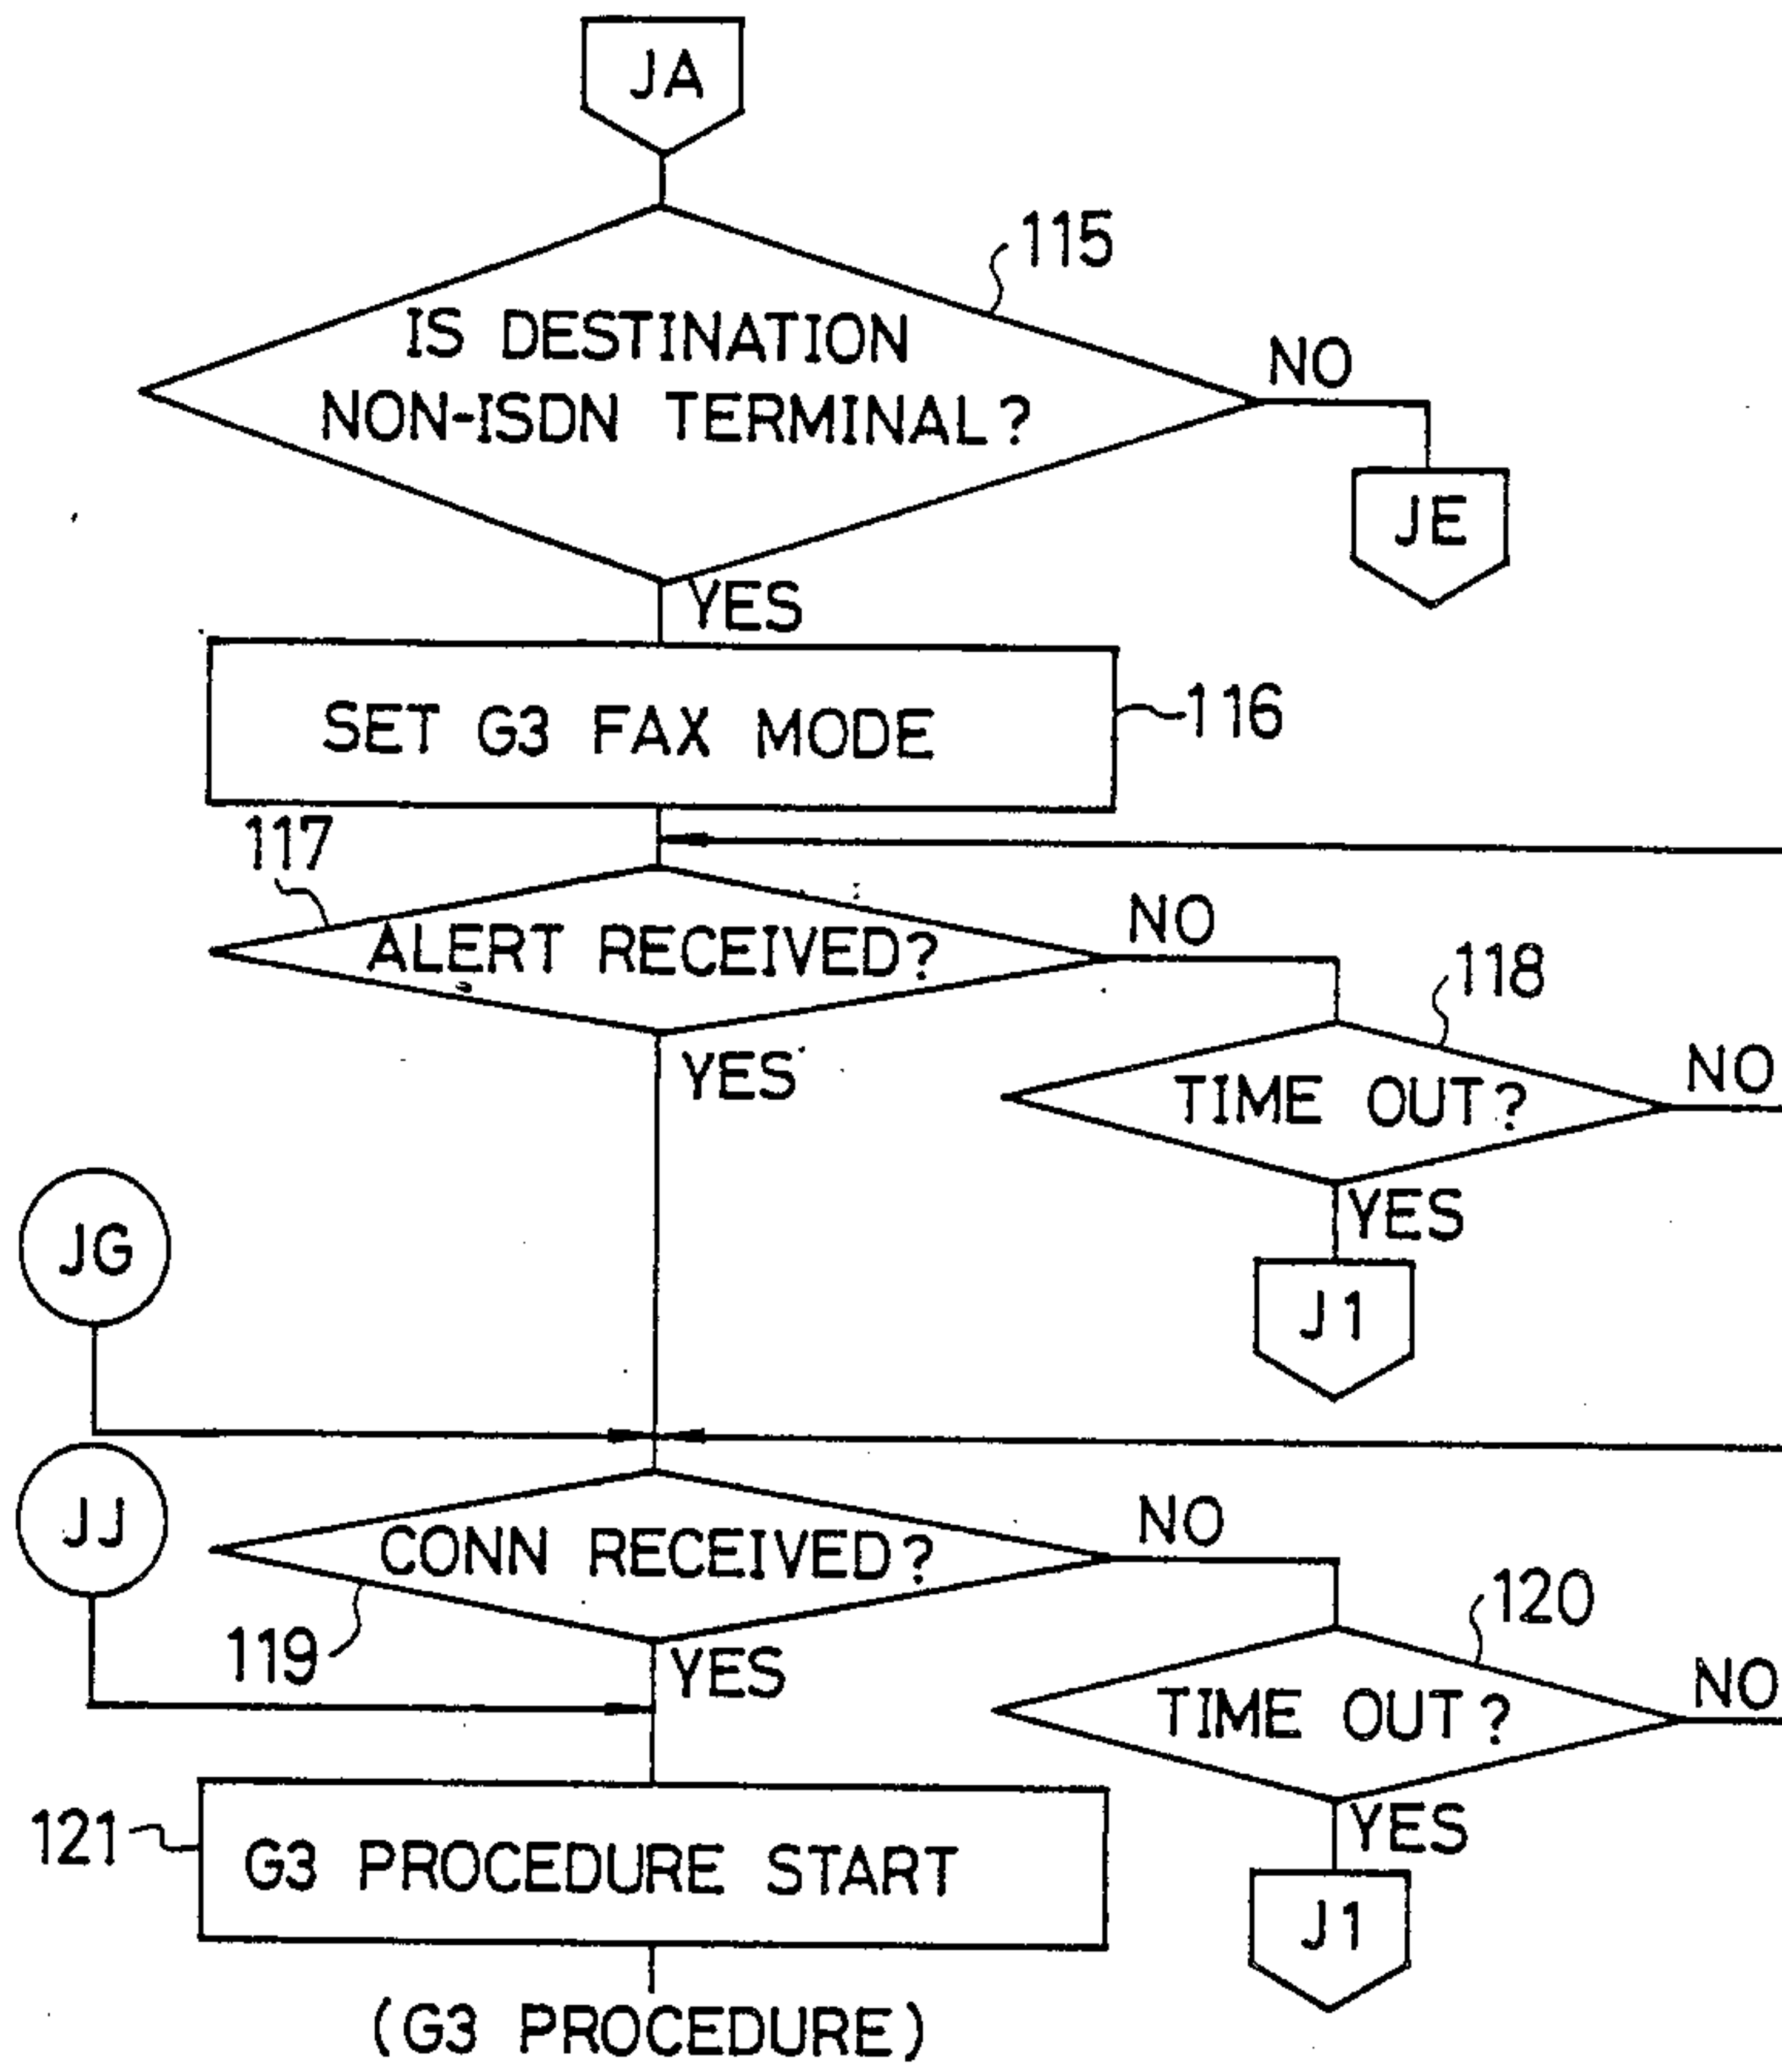 JA
115
IS DESTINATION
NON-ISDN TERMINAL?
NO
JE
YES
SET G3 FAX MODE
116
117
ALERT RECEIVED?
NO
118
YES
TIME OUT?
NO
YES
JG
J1
JJ
CONN RECEIVED?
NO
119
120
YES
TIME OUT?
NO
121
G3 PROCEDURE START
YES
J1
(G3 PROCEDURE)